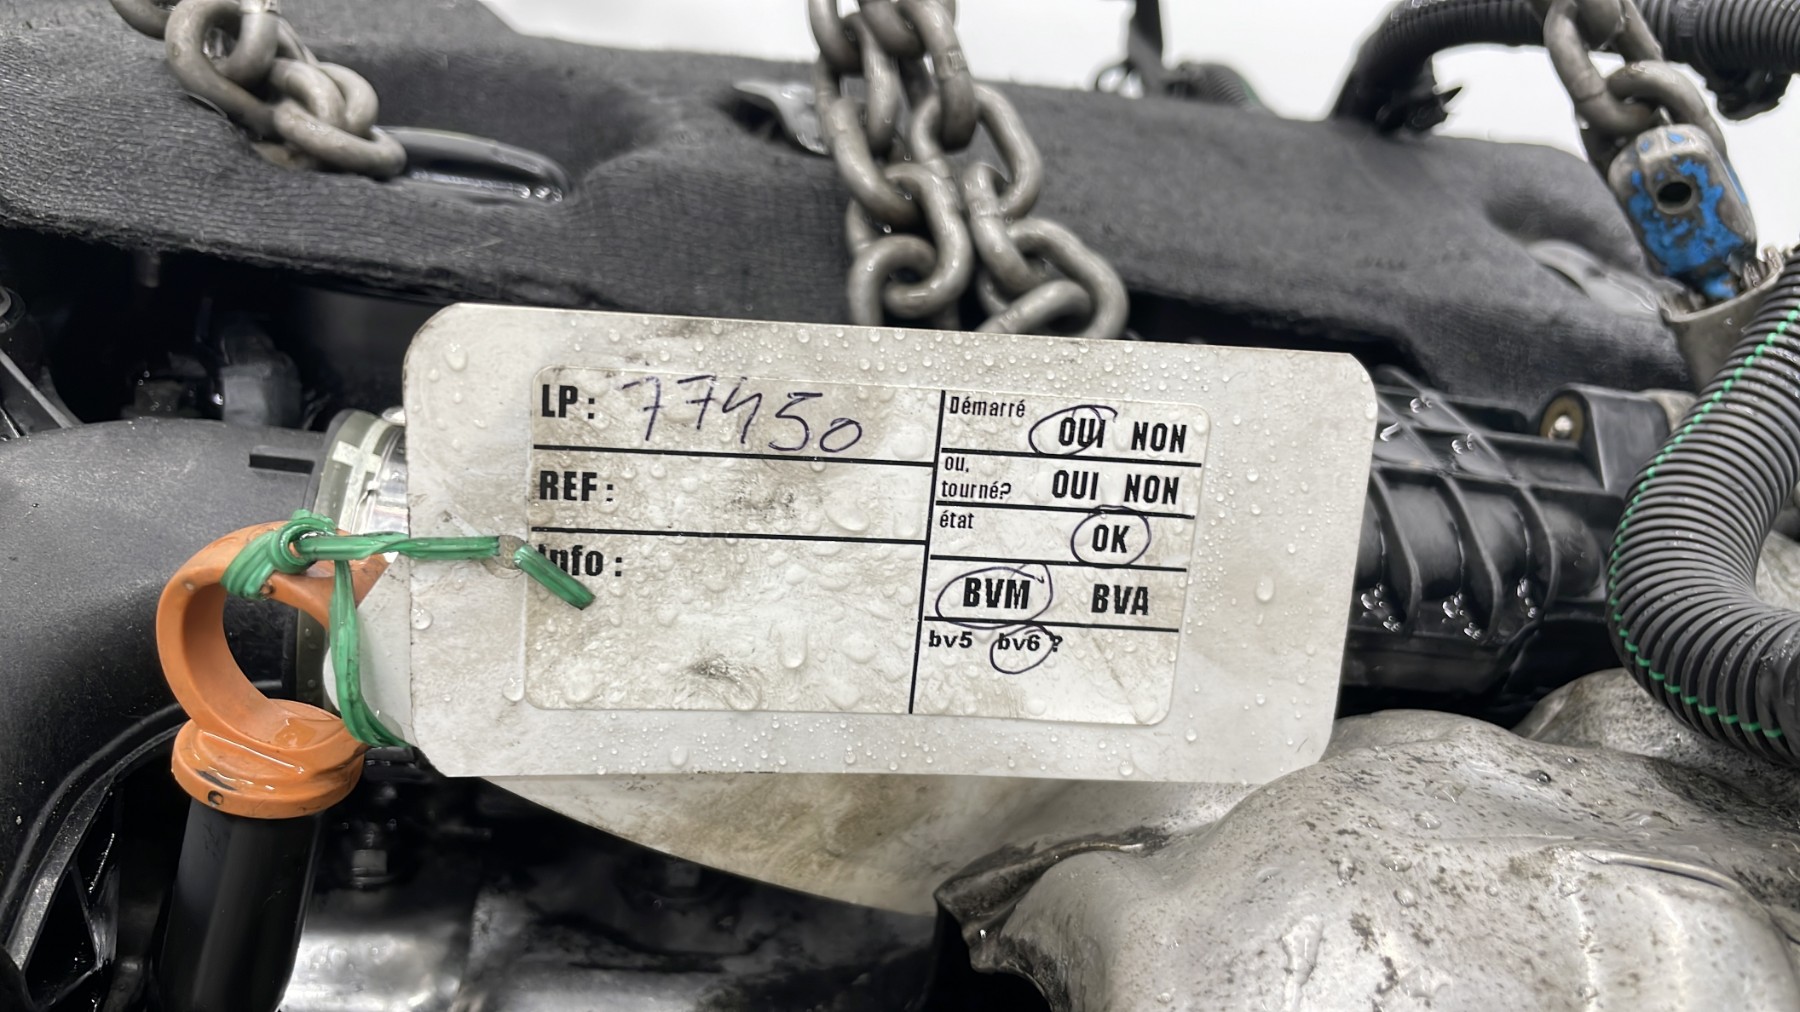 LP: 77450
REF:
Info:
Démarré OUI NON
ou,
tourné? OUI NON
état
OK
BVM BVA
bv5 bv6 ?